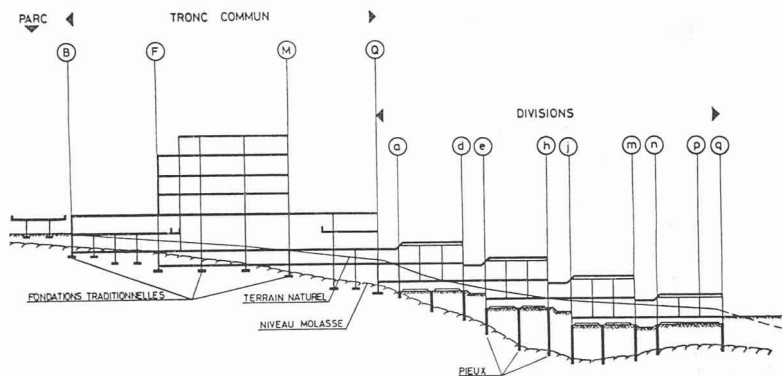 PARC
TRONC COMMUN
B
F
M
Q
DIVISIONS
a
d
e
h
j
m
n
p
q
FONDATIONS TRADITIONNELLES
TERRAIN NATUREL
NIVEAU MOLASSE
PIEUX